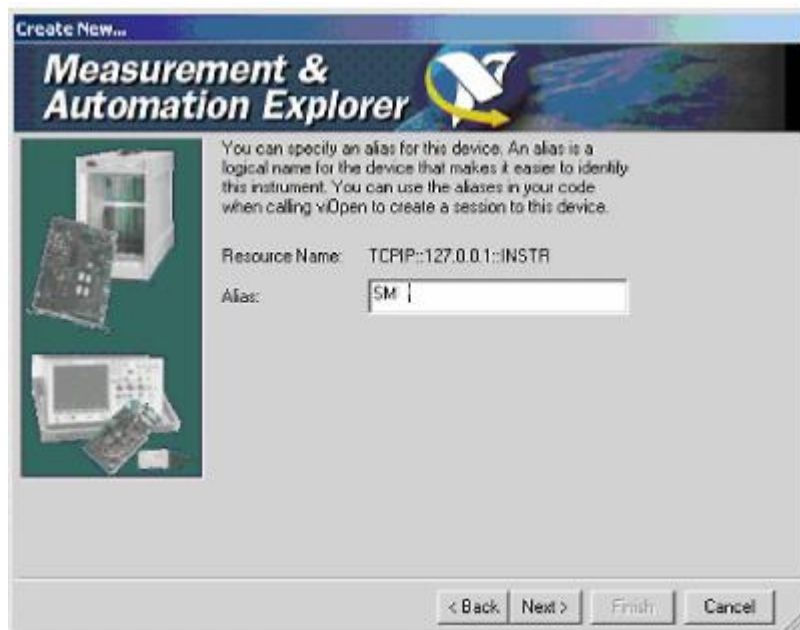 Create New...
Measurement &
Automation Explorer
You can specify an alias for this device. An alias is a
logical name for the device that makes it easier to identify
this instrument. You can use the aliases in your code
when calling viOpen to create a session to this device.
Resource Name: TCPIP::127.0.0.1::INSTR
Alias: SM
< Back Next > Finish Cancel